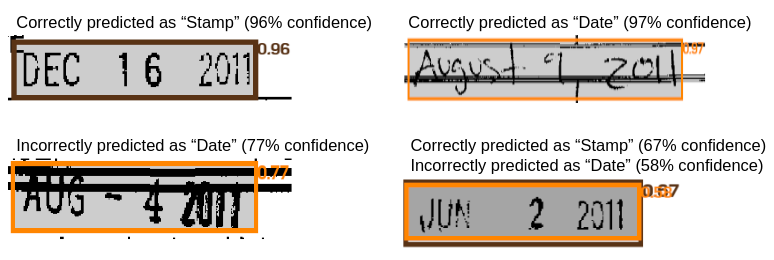 Correctly predicted as “Stamp” (96% confidence)
DEC 16 2011
0.96
Correctly predicted as “Date” (97% confidence)
August 9 2011
0.97
Incorrectly predicted as “Date” (77% confidence)
AUG - 4 2011
0.77
Correctly predicted as “Stamp” (67% confidence)
Incorrectly predicted as “Date” (58% confidence)
JUN 2 2011
0.67